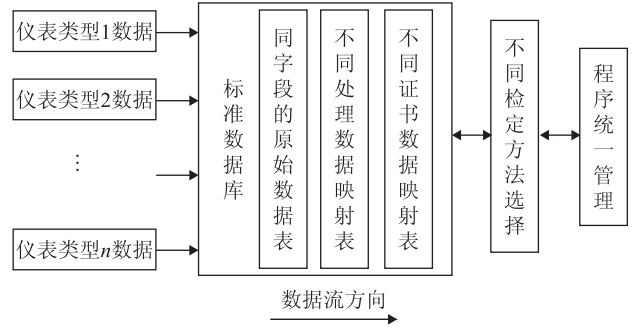 仪表类型1数据
仪表类型2数据
⋮
仪表类型n数据
标准数据库
同字段的原始数据表
不同处理数据映射表
不同证书数据映射表
不同检定方法选择
程序统一管理
数据流方向